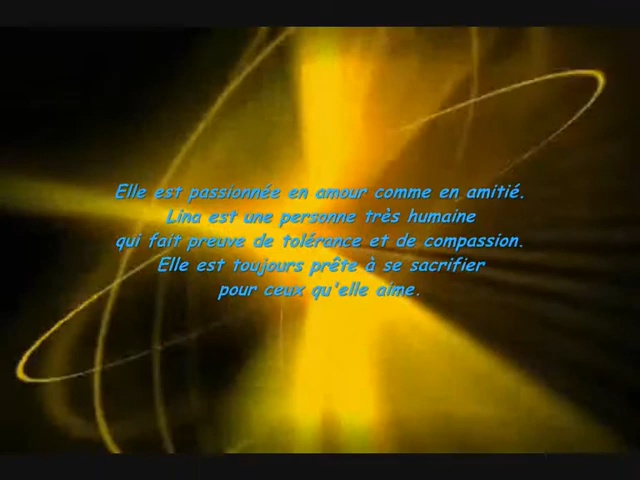 Elle est passionnée en amour comme en amitié.
Lina est une personne très humaine
qui fait preuve de tolérance et de compassion.
Elle est toujours prête à se sacrifier
pour ceux qu'elle aime.